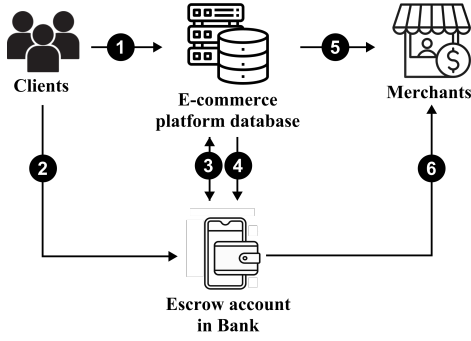 1
5
$
Clients
E-commerce
platform database
Merchants
2
3
4
6
Escrow account
in Bank